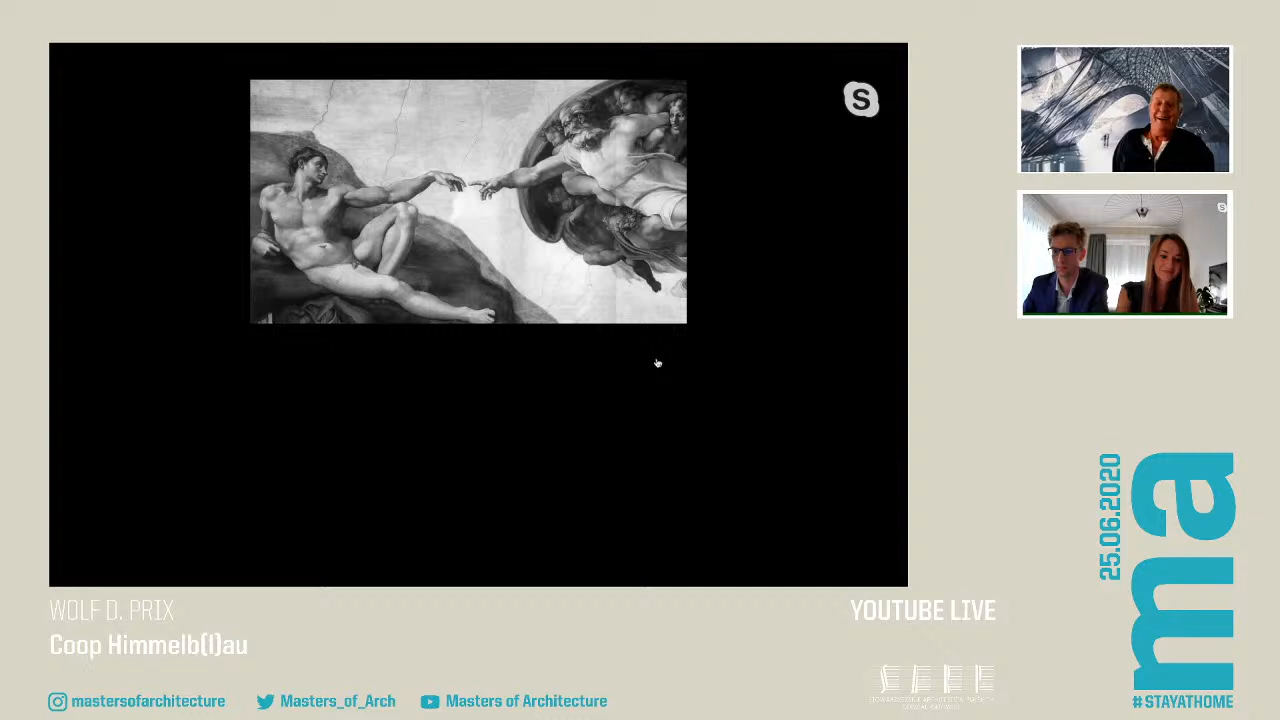 S
S
25.06.2020
ma
WOLF D. PRIX
YOUTUBE LIVE
Coop Himmelb(l)au
mastersofarchitecture
Masters_of_Arch
Masters of Architecture
#STAYATHOME